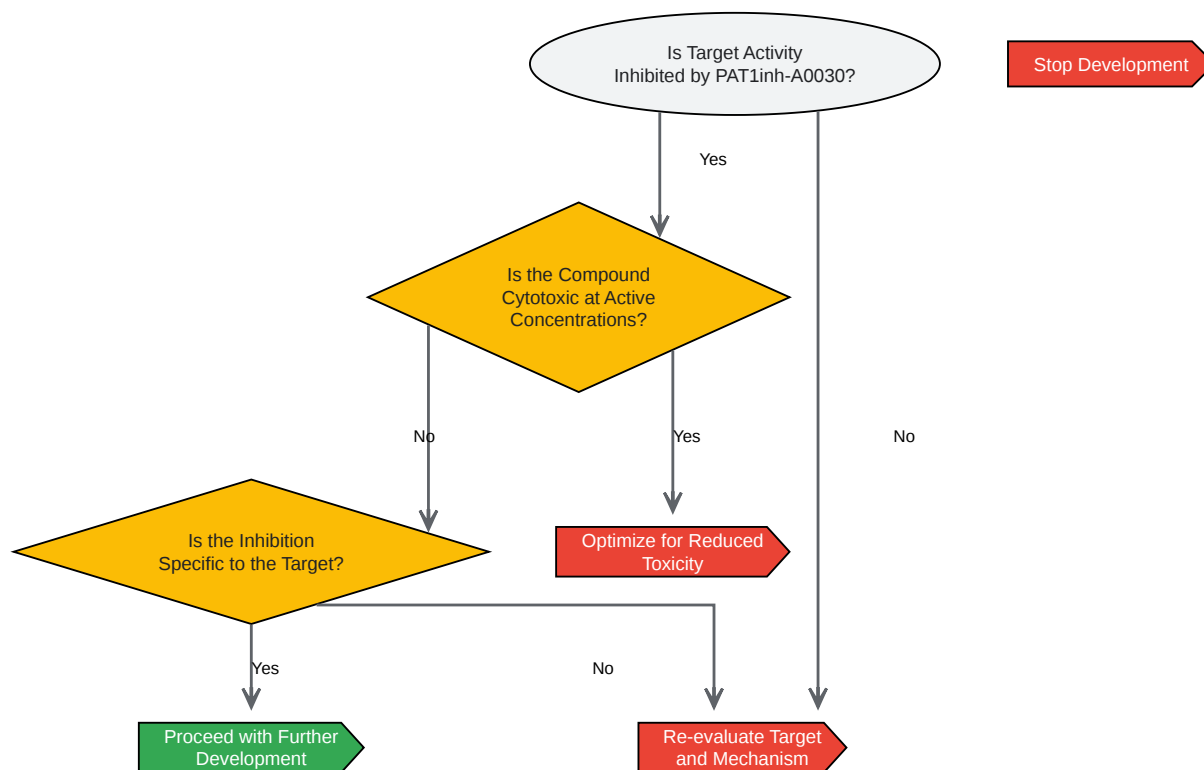 Is Target Activity
Inhibited by PAT1inh-A0030?
Stop Development
Yes
Is the Compound
Cytotoxic at Active
Concentrations?
No
Yes
No
Is the Inhibition
Specific to the Target?
Optimize for Reduced
Toxicity
Yes
No
Proceed with Further
Development
Re-evaluate Target
and Mechanism